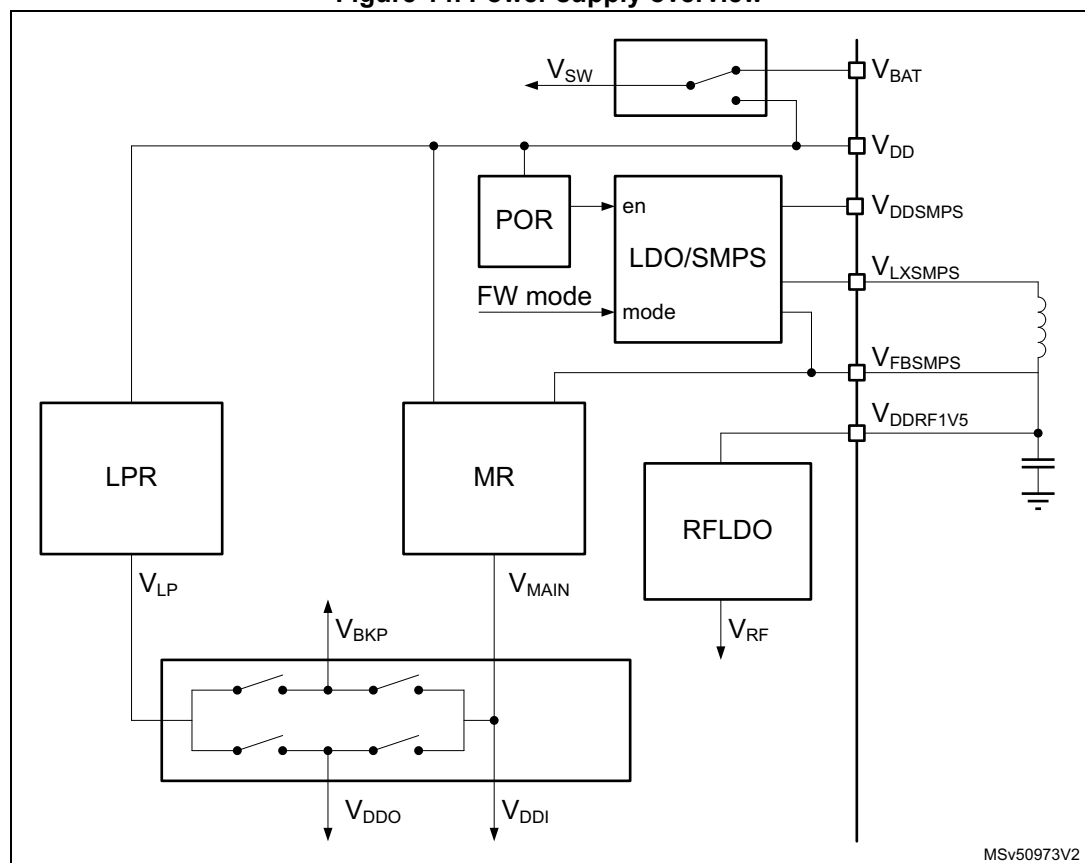 Figure Power supply overview
VSW
VBAT
VDD
POR
en
LDO/SMPS
VDDSMPS
VLXSMPS
FW mode
mode
VFBSMPS
VDDRF1V5
LPR
MR
RFLDO
VLP
VMAIN
VBKP
VRF
VDDO
VDDI
MSv50973V2